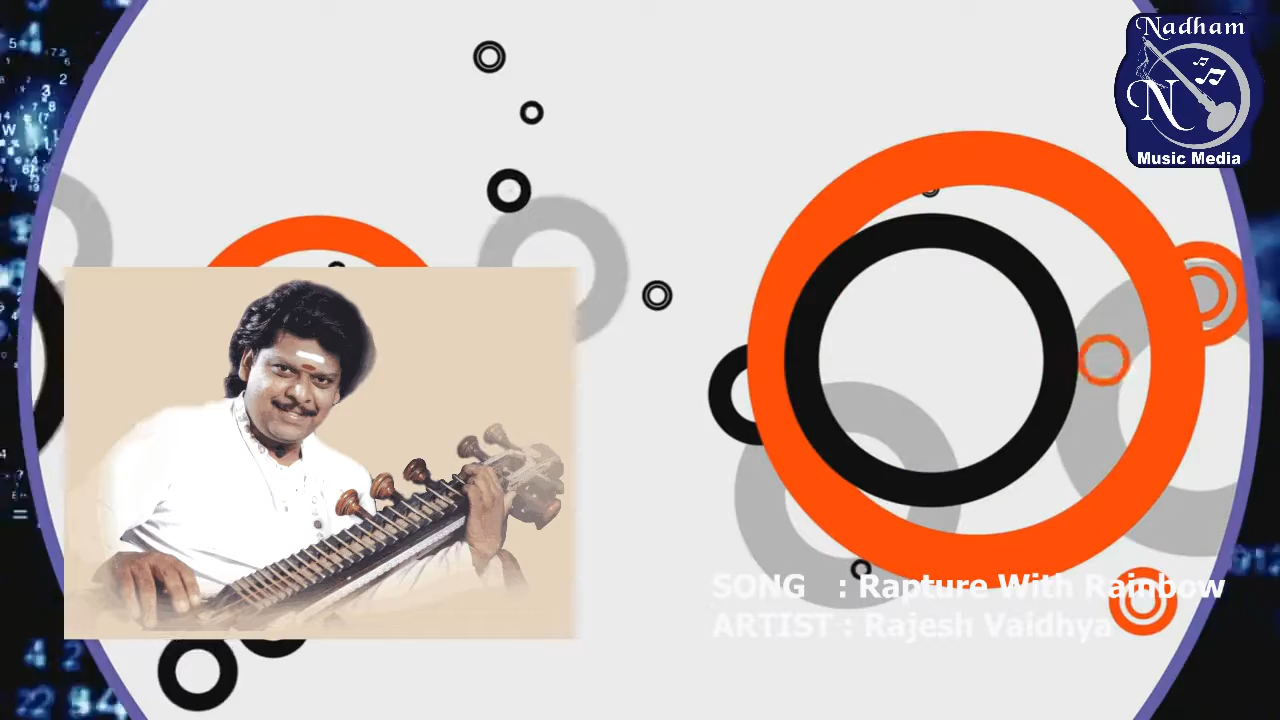 Nadham
N
Music Media
SONG : Rapture With Rainbow
ARTIST : Rajesh Vaidhya